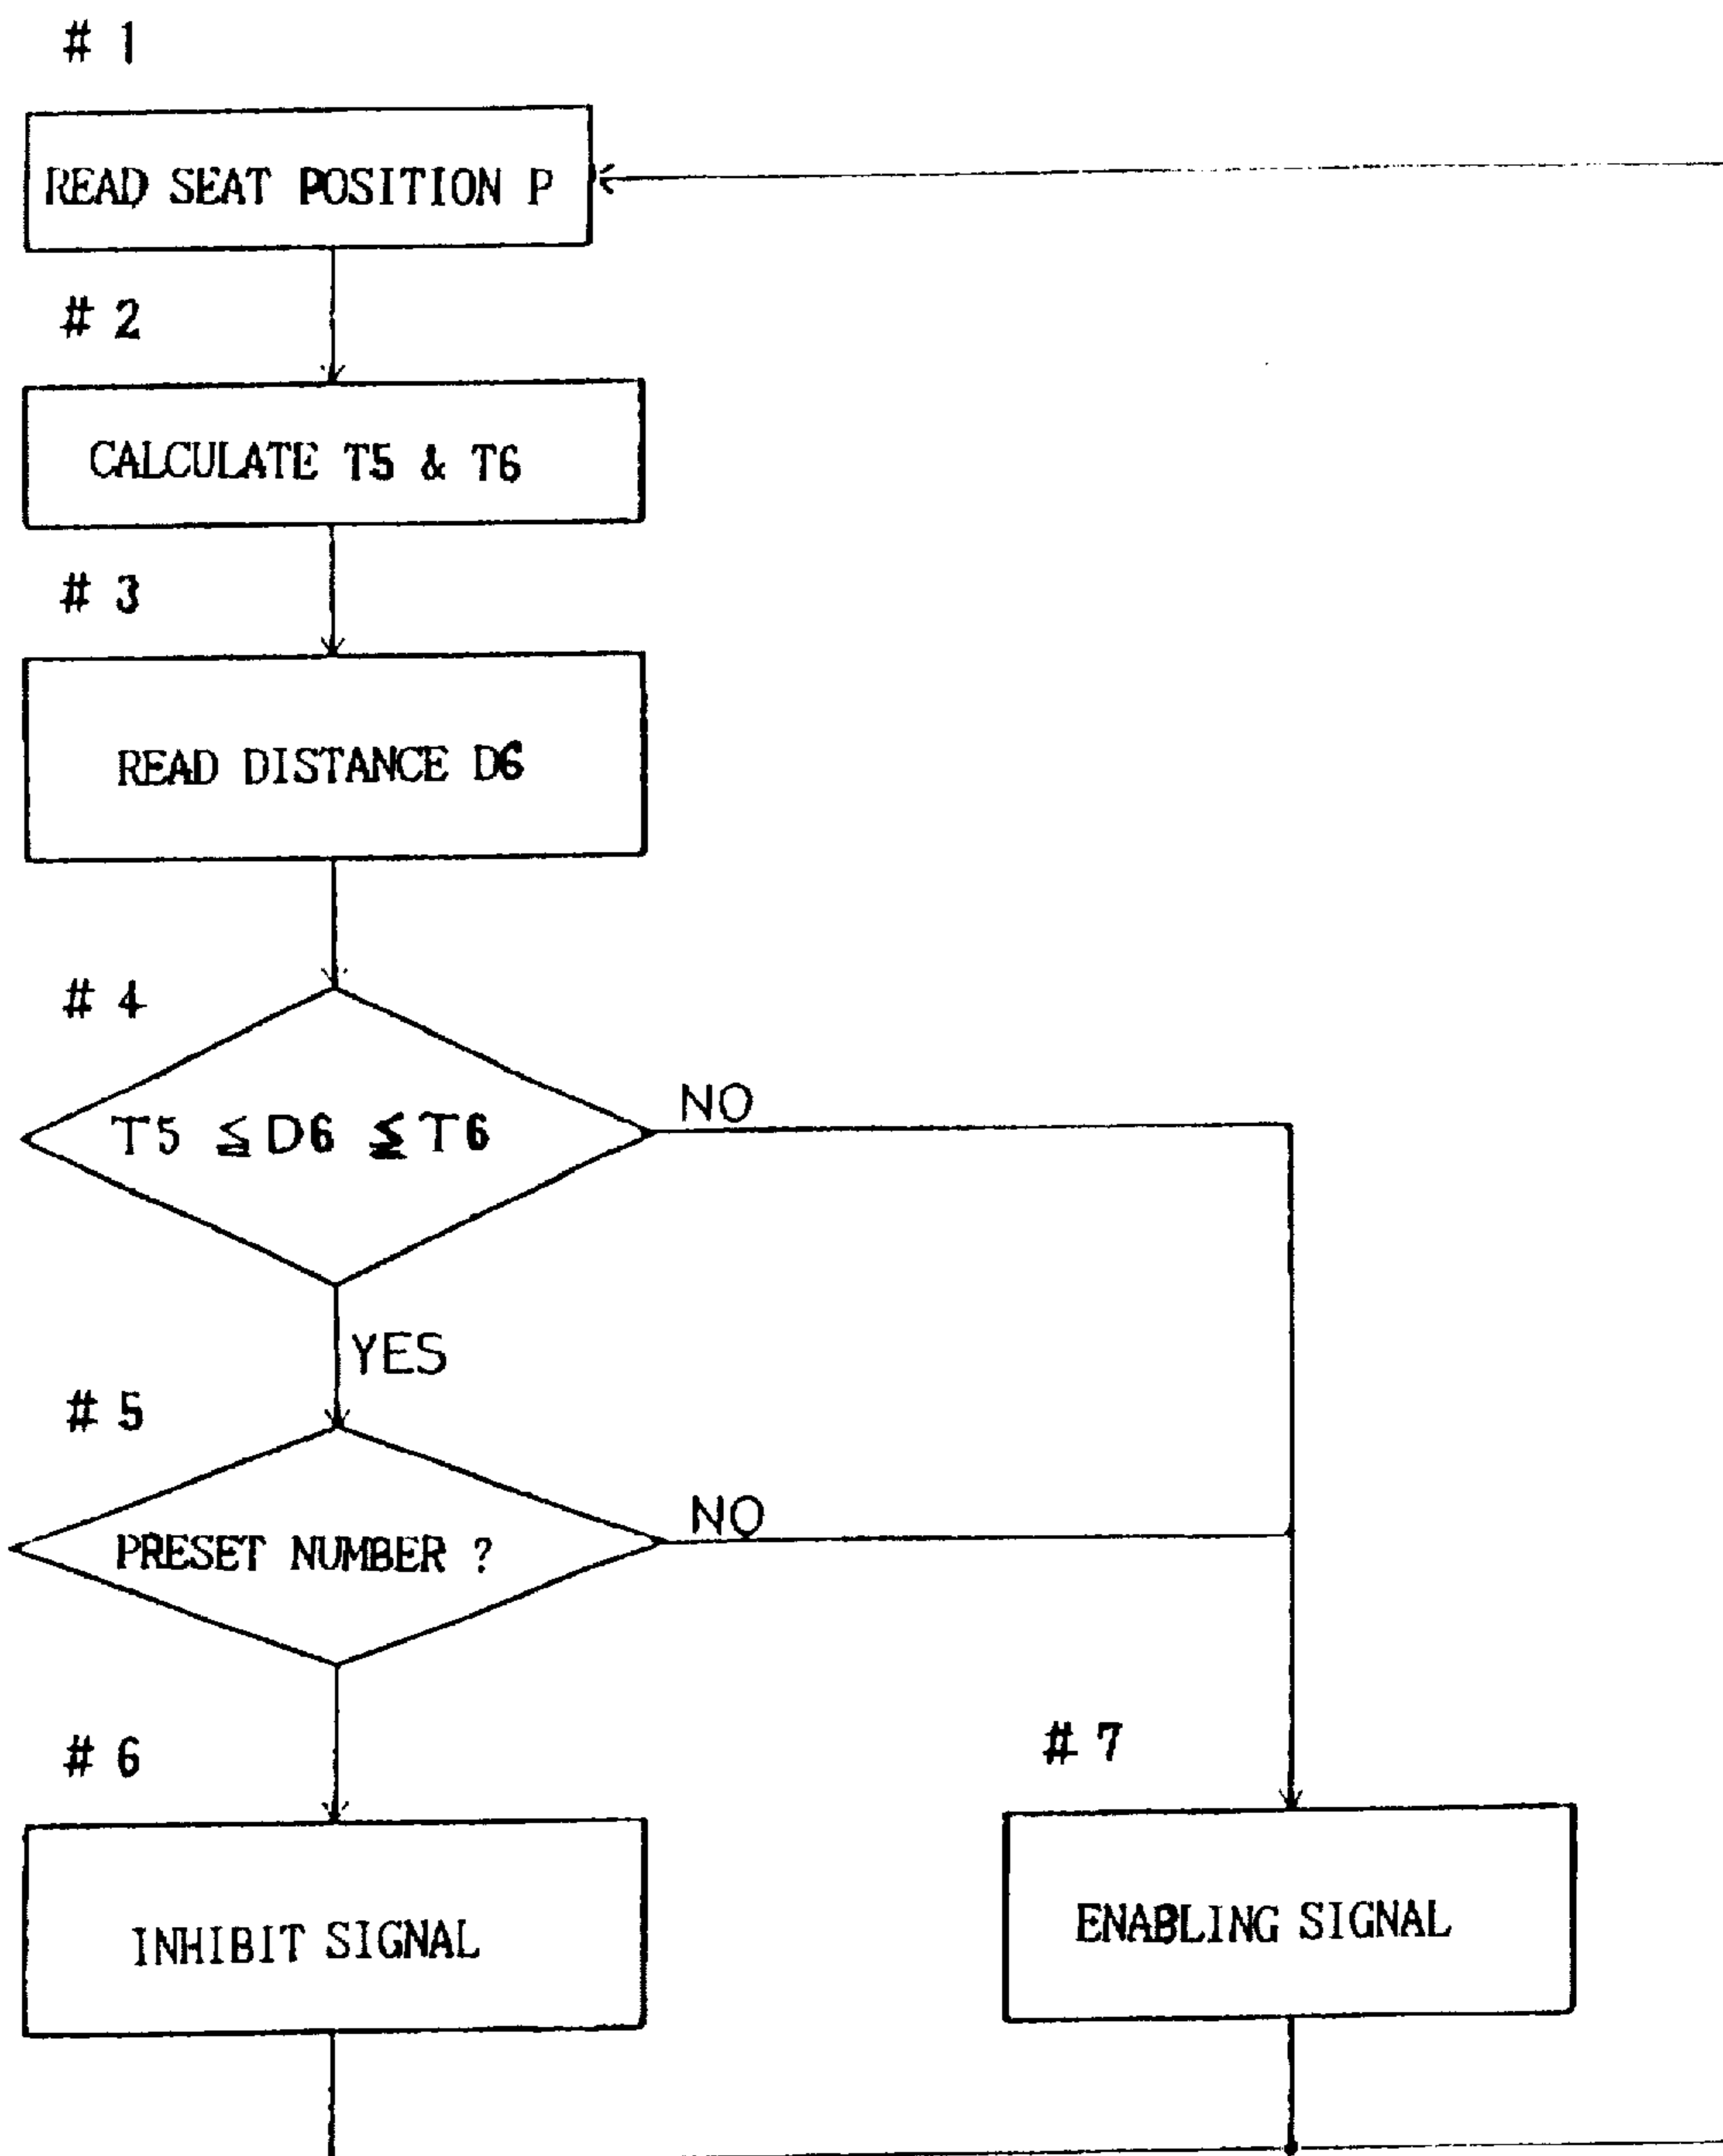 # 1
READ SEAT POSITION P
# 2
CALCULATE T5 & T6
# 3
READ DISTANCE D6
# 4
T5 ≦ D6 ≦ T6
NO
YES
# 5
PRESET NUMBER ?
NO
# 6
# 7
INHIBIT SIGNAL
ENABLING SIGNAL